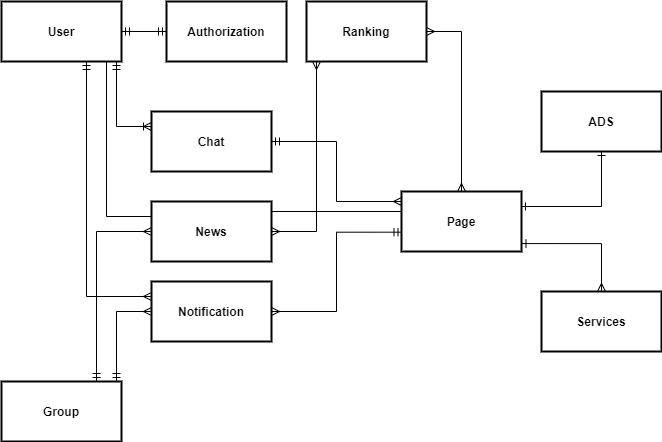 User
Authorization
Ranking
ADS
Chat
Page
News
Notification
Services
Group